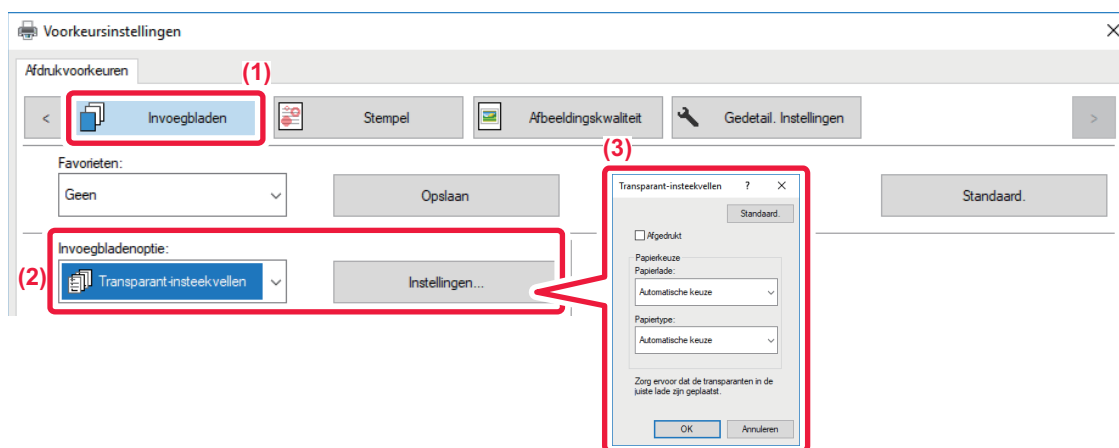 Voorkeursinstellingen
Afdrukvoorkeuren
(1)
<
Invoegbladen
Stempel
Afbeeldingskwaliteit
Gedetail. Instellingen
>
Favorieten:
Geen
Opslaan
Standaard.
(2)
Invoegbladenoptie:
Transparant-insteekvellen
Instellingen...
(3)
Transparant-insteekvellen ? ×
Standaard.
Afgedrukt
Papierkeuze
Papierlade:
Automatische keuze
Papiertype:
Automatische keuze
Zorg ervoor dat de transparanten in de
juiste lade zijn geplaatst.
OK
Annuleren